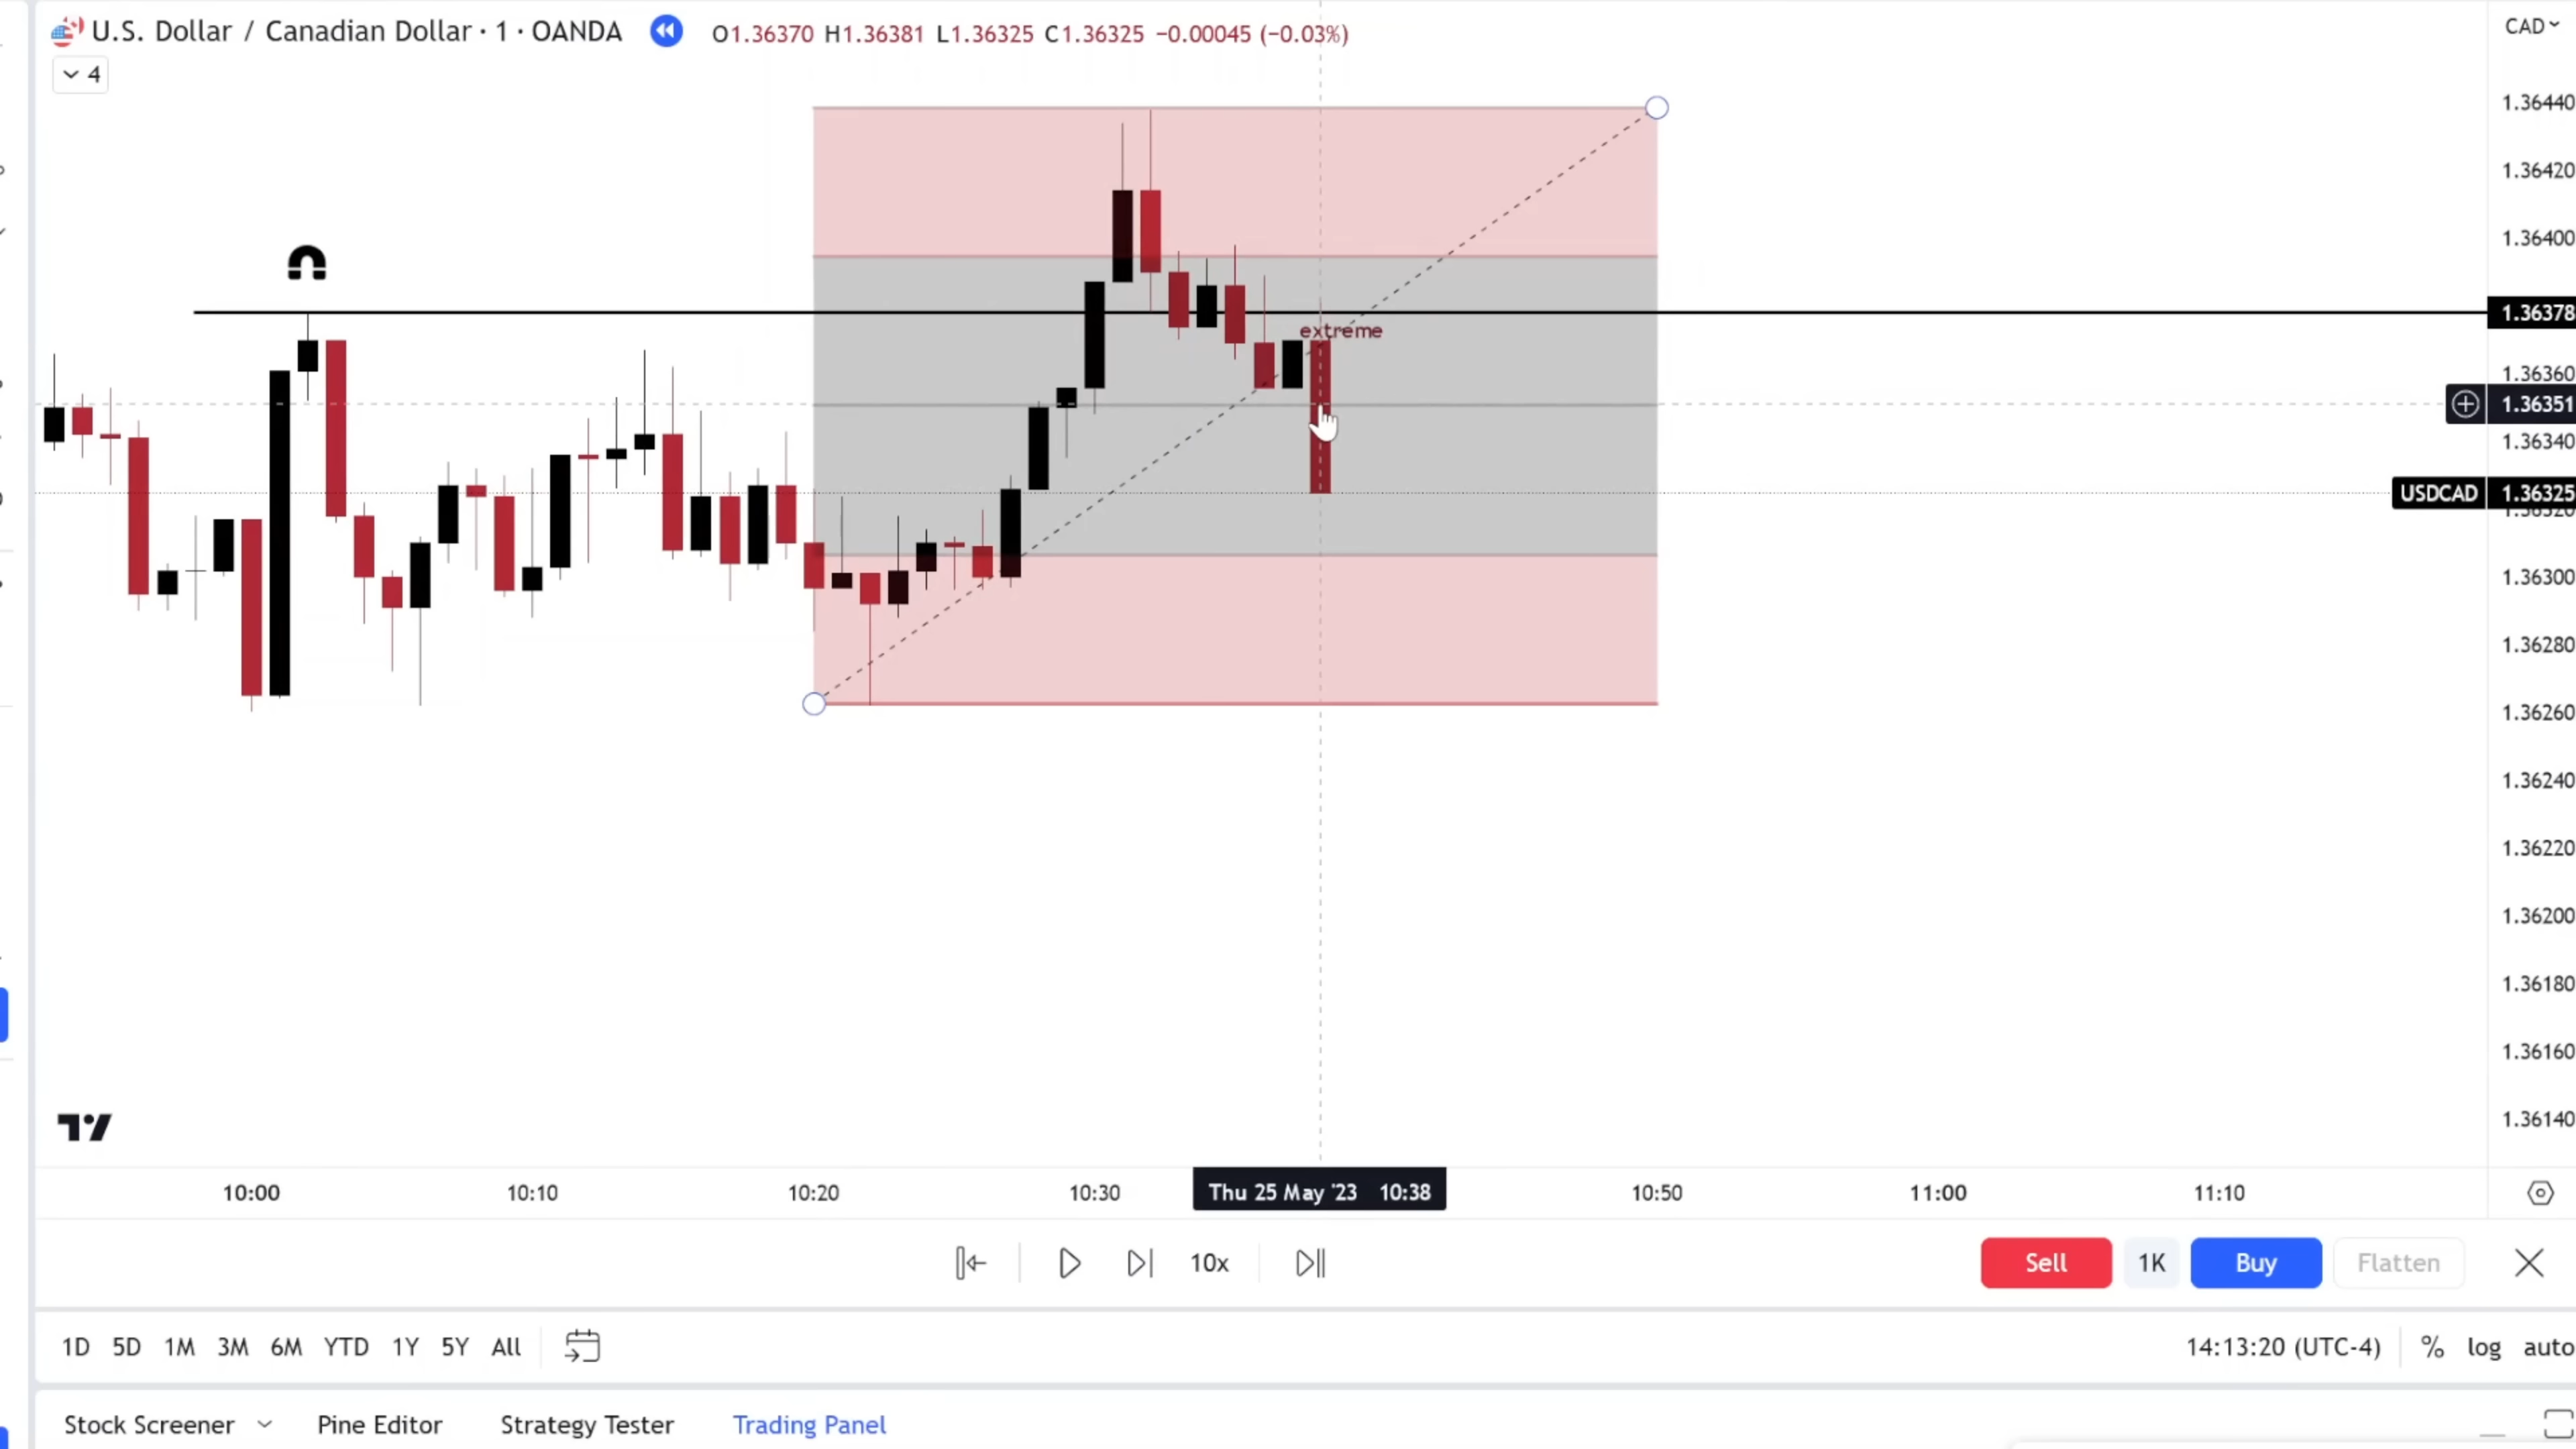 U.S. Dollar / Canadian Dollar · 1 · OANDA O1.36370 H1.36381 L1.36325 C1.36325 −0.00045 (−0.03%)
CAD
4
1.36440
1.36420
1.36400
1.36378
extreme
1.36360
1.36351
1.36340
USDCAD 1.36325
1.36320
1.36300
1.36280
1.36260
1.36240
1.36220
1.36200
1.36180
1.36160
1.36140
10:00 10:10 10:20 10:30 Thu 25 May '23 10:38 10:50 11:00 11:10
10x Sell 1K Buy Flatten
1D 5D 1M 3M 6M YTD 1Y 5Y All 14:13:20 (UTC-4) % log auto
Stock Screener Pine Editor Strategy Tester Trading Panel